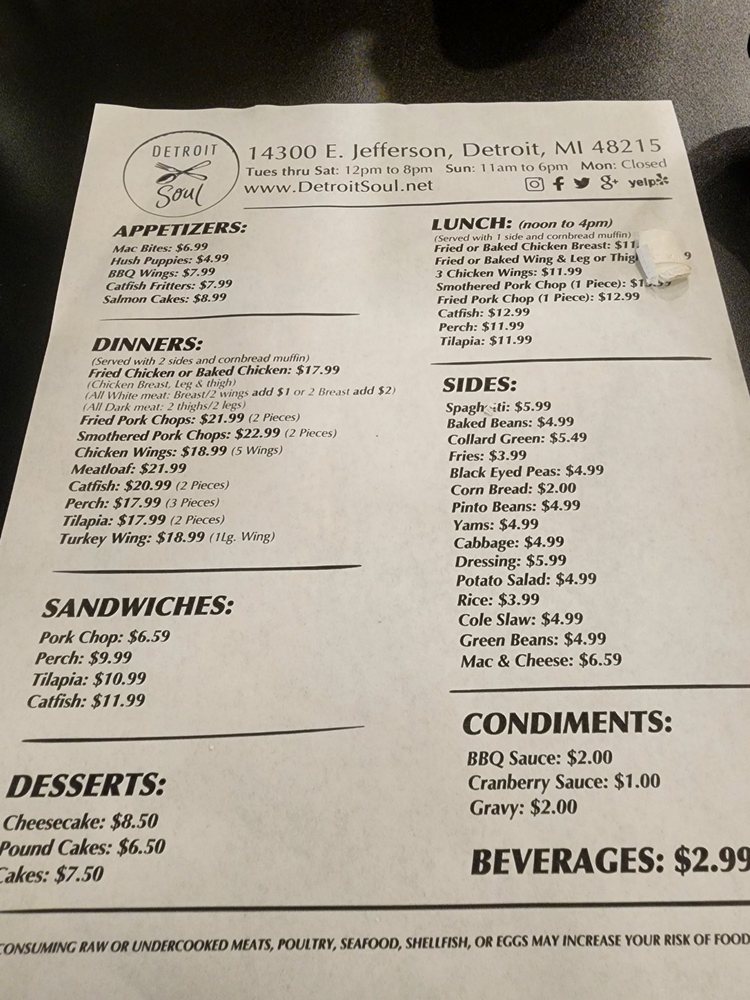 DETROIT
Soul
14300 E. Jefferson, Detroit, MI 48215
Tues thru Sat: 12pm to 8pm Sun: 11am to 6pm Mon: Closed
www.DetroitSoul.net
yelp
APPETIZERS:
Mac Bites: $6.99
Hush Puppies: $4.99
BBQ Wings: $7.99
Catfish Fritters: $7.99
Salmon Cakes: $8.99
DINNERS:
(Served with 2 sides and cornbread muffin)
Fried Chicken or Baked Chicken: $17.99
(Chicken Breast, Leg & thigh)
(All White meat: Breast/2 wings add $1 or 2 Breast add $2)
(All Dark meat: 2 thighs/2 legs)
Fried Pork Chops: $21.99 (2 Pieces)
Smothered Pork Chops: $22.99 (2 Pieces)
Chicken Wings: $18.99 (5 Wings)
Meatloaf: $21.99
Catfish: $20.99 (2 Pieces)
Perch: $17.99 (3 Pieces)
Tilapia: $17.99 (2 Pieces)
Turkey Wing: $18.99 (1Lg. Wing)
SANDWICHES:
Pork Chop: $6.59
Perch: $9.99
Tilapia: $10.99
Catfish: $11.99
DESSERTS:
Cheesecake: $8.50
Pound Cakes: $6.50
Cakes: $7.50
LUNCH: (noon to 4pm)
(Served with 1 side and cornbread muffin)
Fried or Baked Chicken Breast: $11.
Fried or Baked Wing & Leg or Thigh
3 Chicken Wings: $11.99
Smothered Pork Chop (1 Piece):
Fried Pork Chop (1 Piece): $12.99
Catfish: $12.99
Perch: $11.99
Tilapia: $11.99
SIDES:
Spaghetti: $5.99
Baked Beans: $4.99
Collard Green: $5.49
Fries: $3.99
Black Eyed Peas: $4.99
Corn Bread: $2.00
Pinto Beans: $4.99
Yams: $4.99
Cabbage: $4.99
Dressing: $5.99
Potato Salad: $4.99
Rice: $3.99
Cole Slaw: $4.99
Green Beans: $4.99
Mac & Cheese: $6.59
CONDIMENTS:
BBQ Sauce: $2.00
Cranberry Sauce: $1.00
Gravy: $2.00
BEVERAGES: $2.99
CONSUMING RAW OR UNDERCOOKED MEATS, POULTRY, SEAFOOD, SHELLFISH, OR EGGS MAY INCREASE YOUR RISK OF FOOD